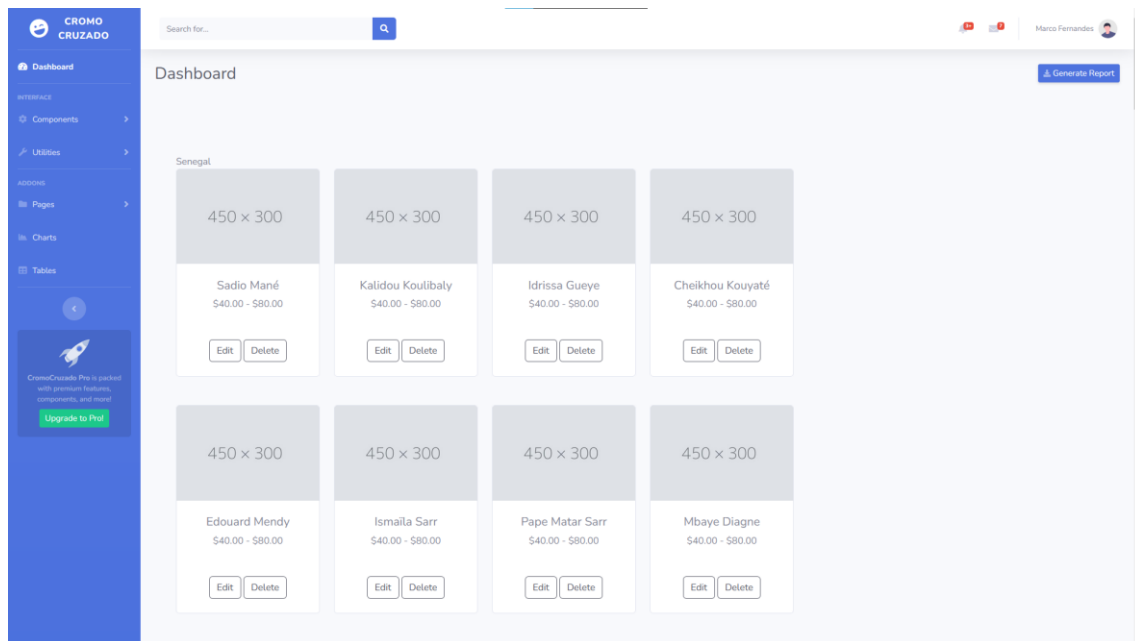 CROMO
CRUZADO
Search for...
3+
7
Marco Fernandes
Dashboard
Dashboard
Generate Report
INTERFACE
Components
Utilities
ADDONS
Pages
Charts
Tables
CromoCruzado Pro is packed
with premium features,
components, and more!
Upgrade to Pro!
Senegal
450 × 300 450 × 300 450 × 300 450 × 300
Sadio Mané Kalidou Koulibaly Idrissa Gueye Cheikhou Kouyaté
$40.00 - $80.00 $40.00 - $80.00 $40.00 - $80.00 $40.00 - $80.00
Edit Delete Edit Delete Edit Delete Edit Delete
450 × 300 450 × 300 450 × 300 450 × 300
Edouard Mendy Ismaïla Sarr Pape Matar Sarr Mbaye Diagne
$40.00 - $80.00 $40.00 - $80.00 $40.00 - $80.00 $40.00 - $80.00
Edit Delete Edit Delete Edit Delete Edit Delete